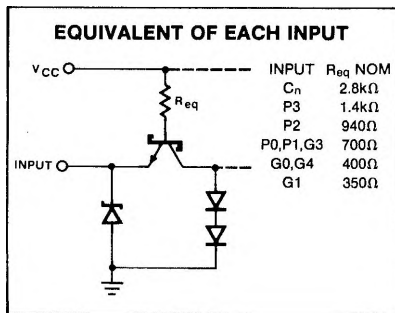 EQUIVALENT OF EACH INPUT
VCC
INPUT Req NOM
Cn 2.8kΩ
Req
P3 1.4kΩ
P2 940Ω
P0,P1,G3 700Ω
INPUT
G0,G4 400Ω
G1 350Ω